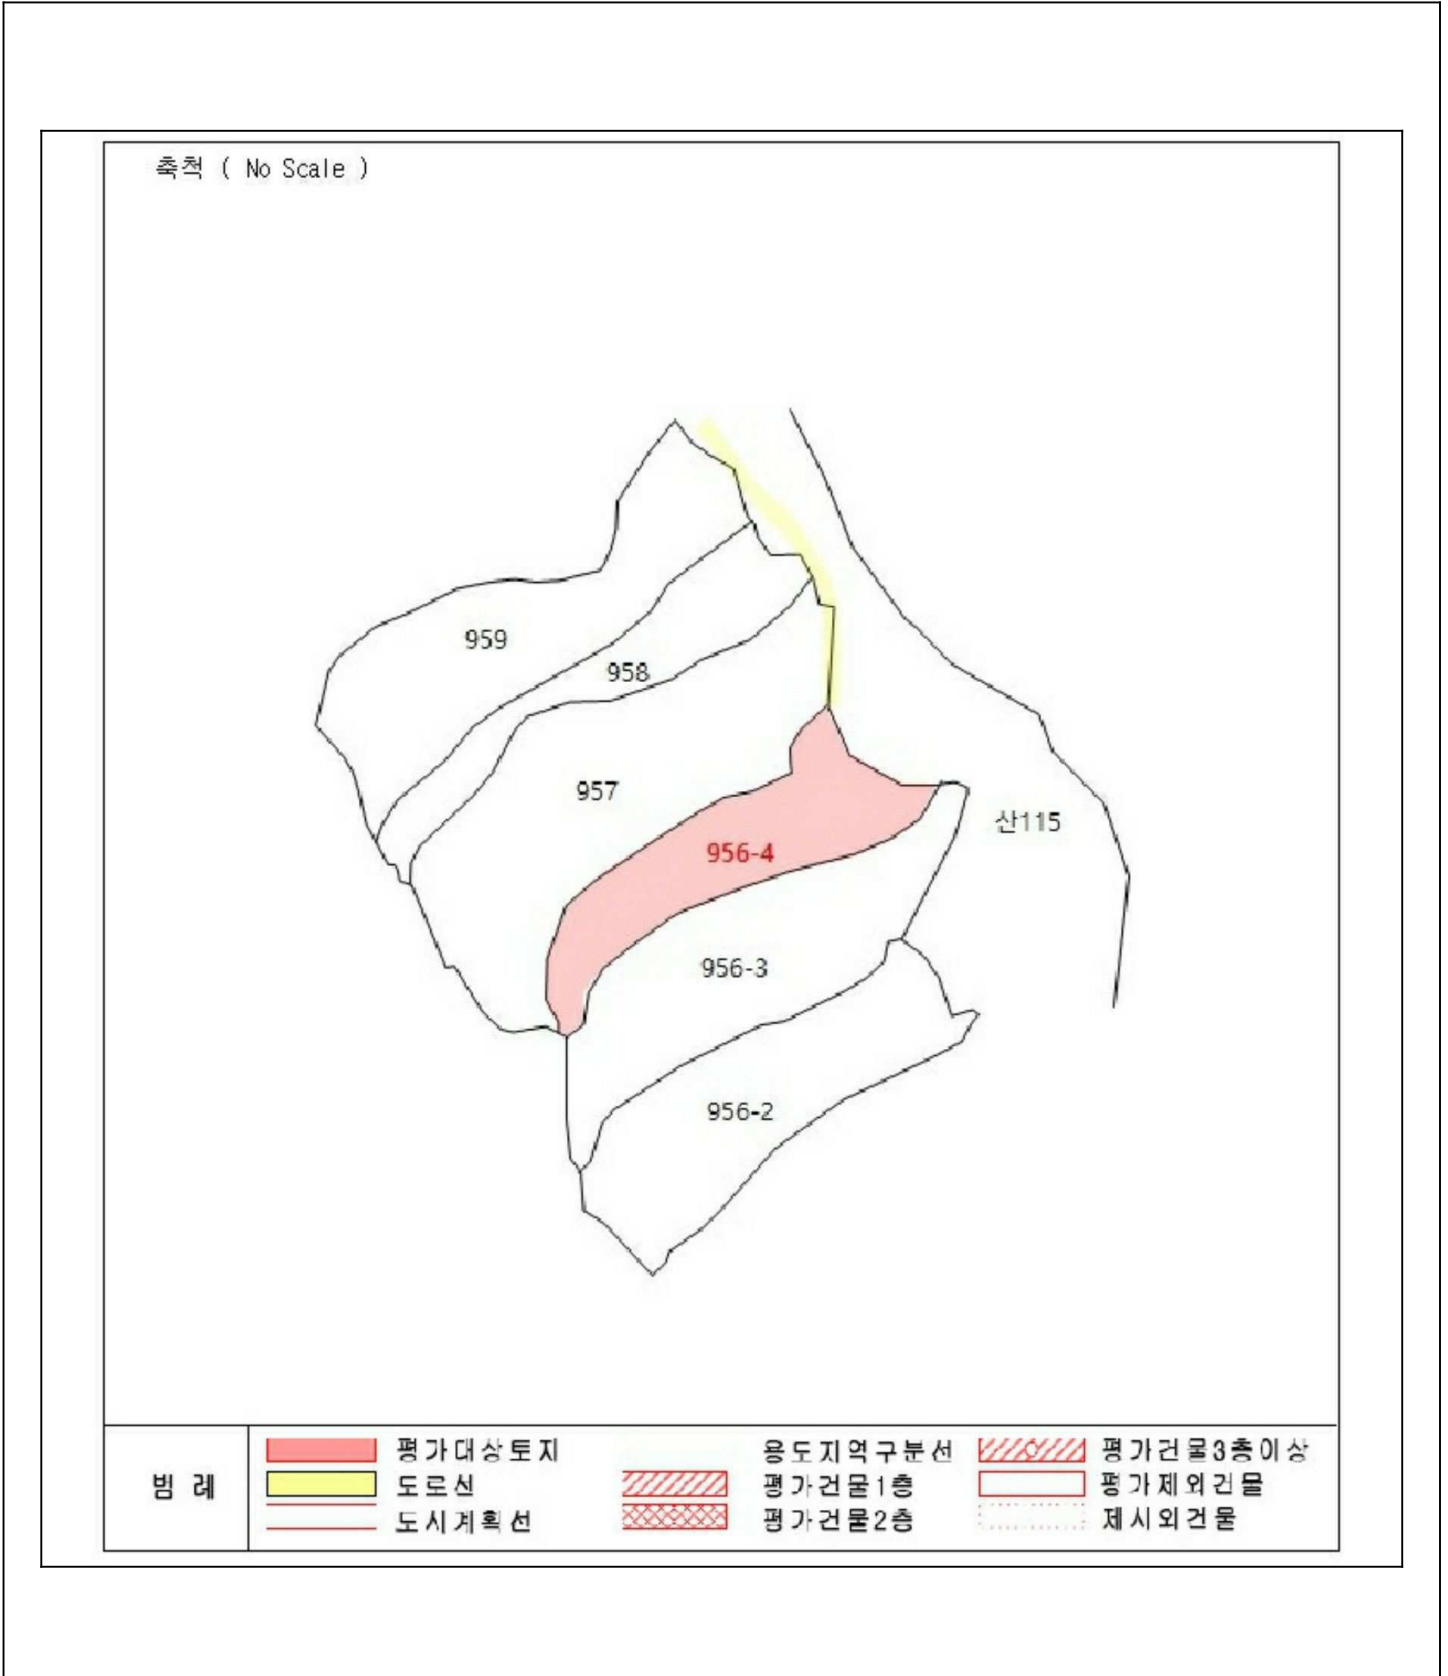 축척 ( No Scale )
959
958
957
956-4
산115
956-3
956-2
범 례
평가대상토지
도로선
도시계획선
용도지역구분선
평가건물1층
평가건물2층
평가건물3층이상
평가제외건물
제시외건물